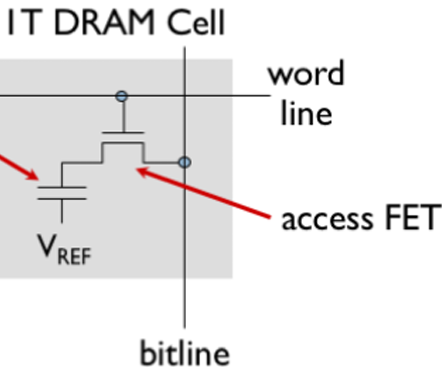 1T DRAM Cell
word
line
access FET
VREF
bitline